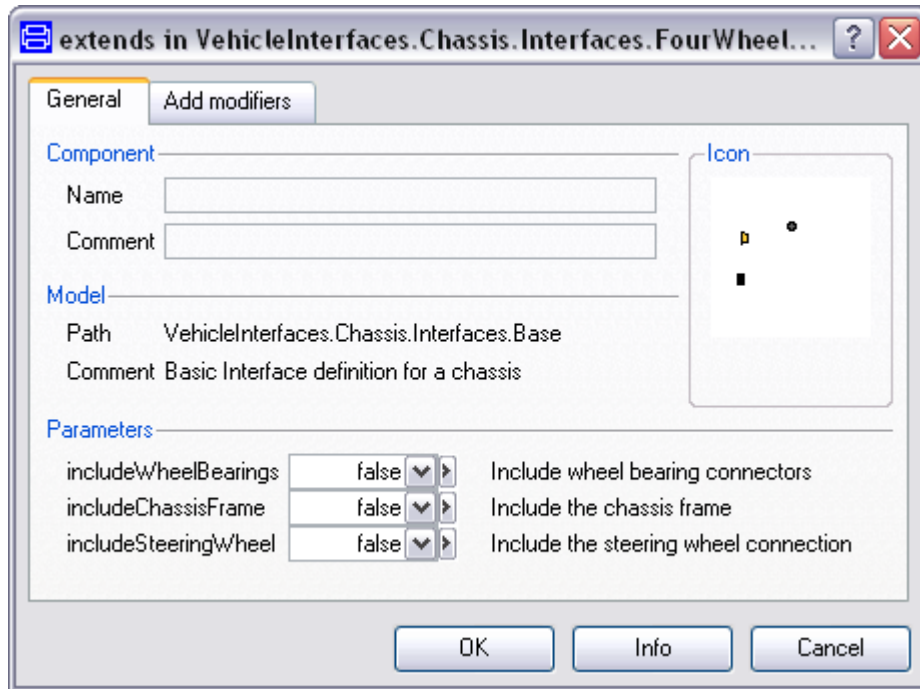 extends in VehicleInterfaces.Chassis.Interfaces.FourWheel...
?
General
Add modifiers
Component
Icon
Name
Comment
Model
Path VehicleInterfaces.Chassis.Interfaces.Base
Comment Basic Interface definition for a chassis
Parameters
includeWheelBearings false Include wheel bearing connectors
includeChassisFrame false Include the chassis frame
includeSteeringWheel false Include the steering wheel connection
OK Info Cancel